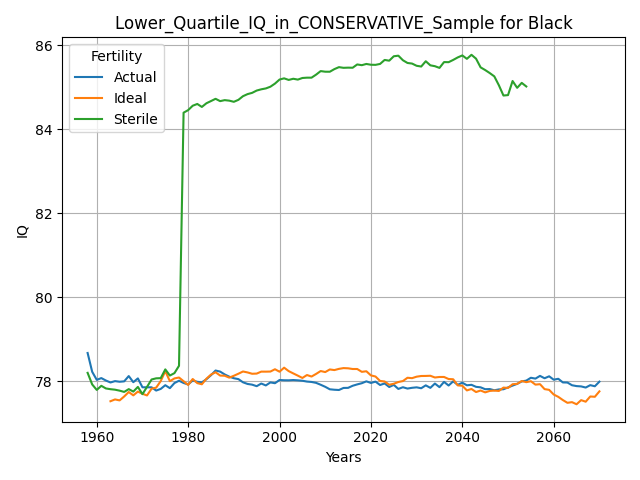 Lower_Quartile_IQ_in_CONSERVATIVE_Sample for Black
Fertility
Actual
Ideal
Sterile
86
84
82
80
78
IQ
1960
1980
2000
2020
2040
2060
Years